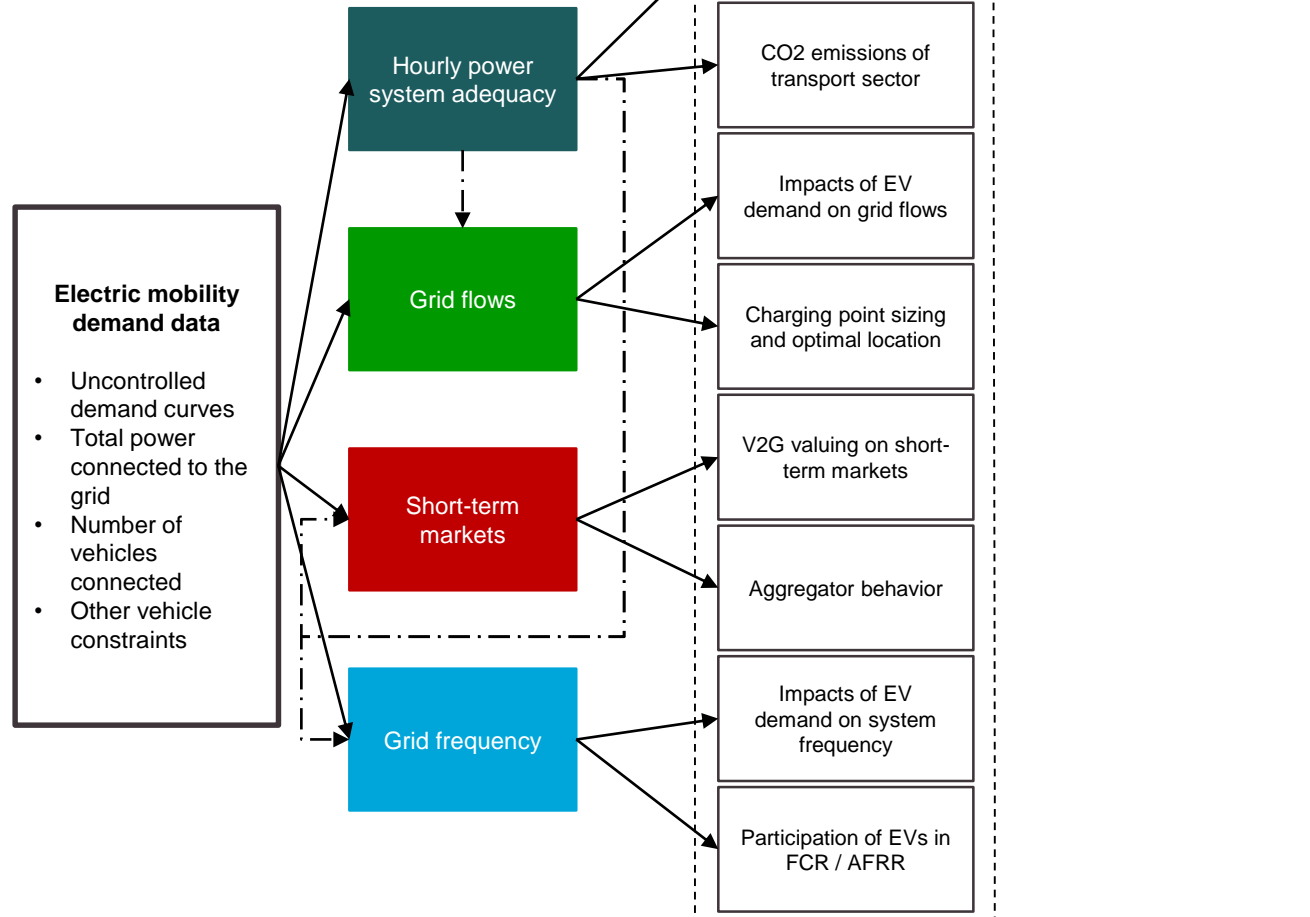 Electric mobility
demand data
• Uncontrolled
demand curves
• Total power
connected to the
grid
• Number of
vehicles
connected
• Other vehicle
constraints
Hourly power
system adequacy
Grid flows
Short-term
markets
Grid frequency
CO2 emissions of
transport sector
Impacts of EV
demand on grid flows
Charging point sizing
and optimal location
V2G valuing on short-
term markets
Aggregator behavior
Impacts of EV
demand on system
frequency
Participation of EVs in
FCR / AFRR